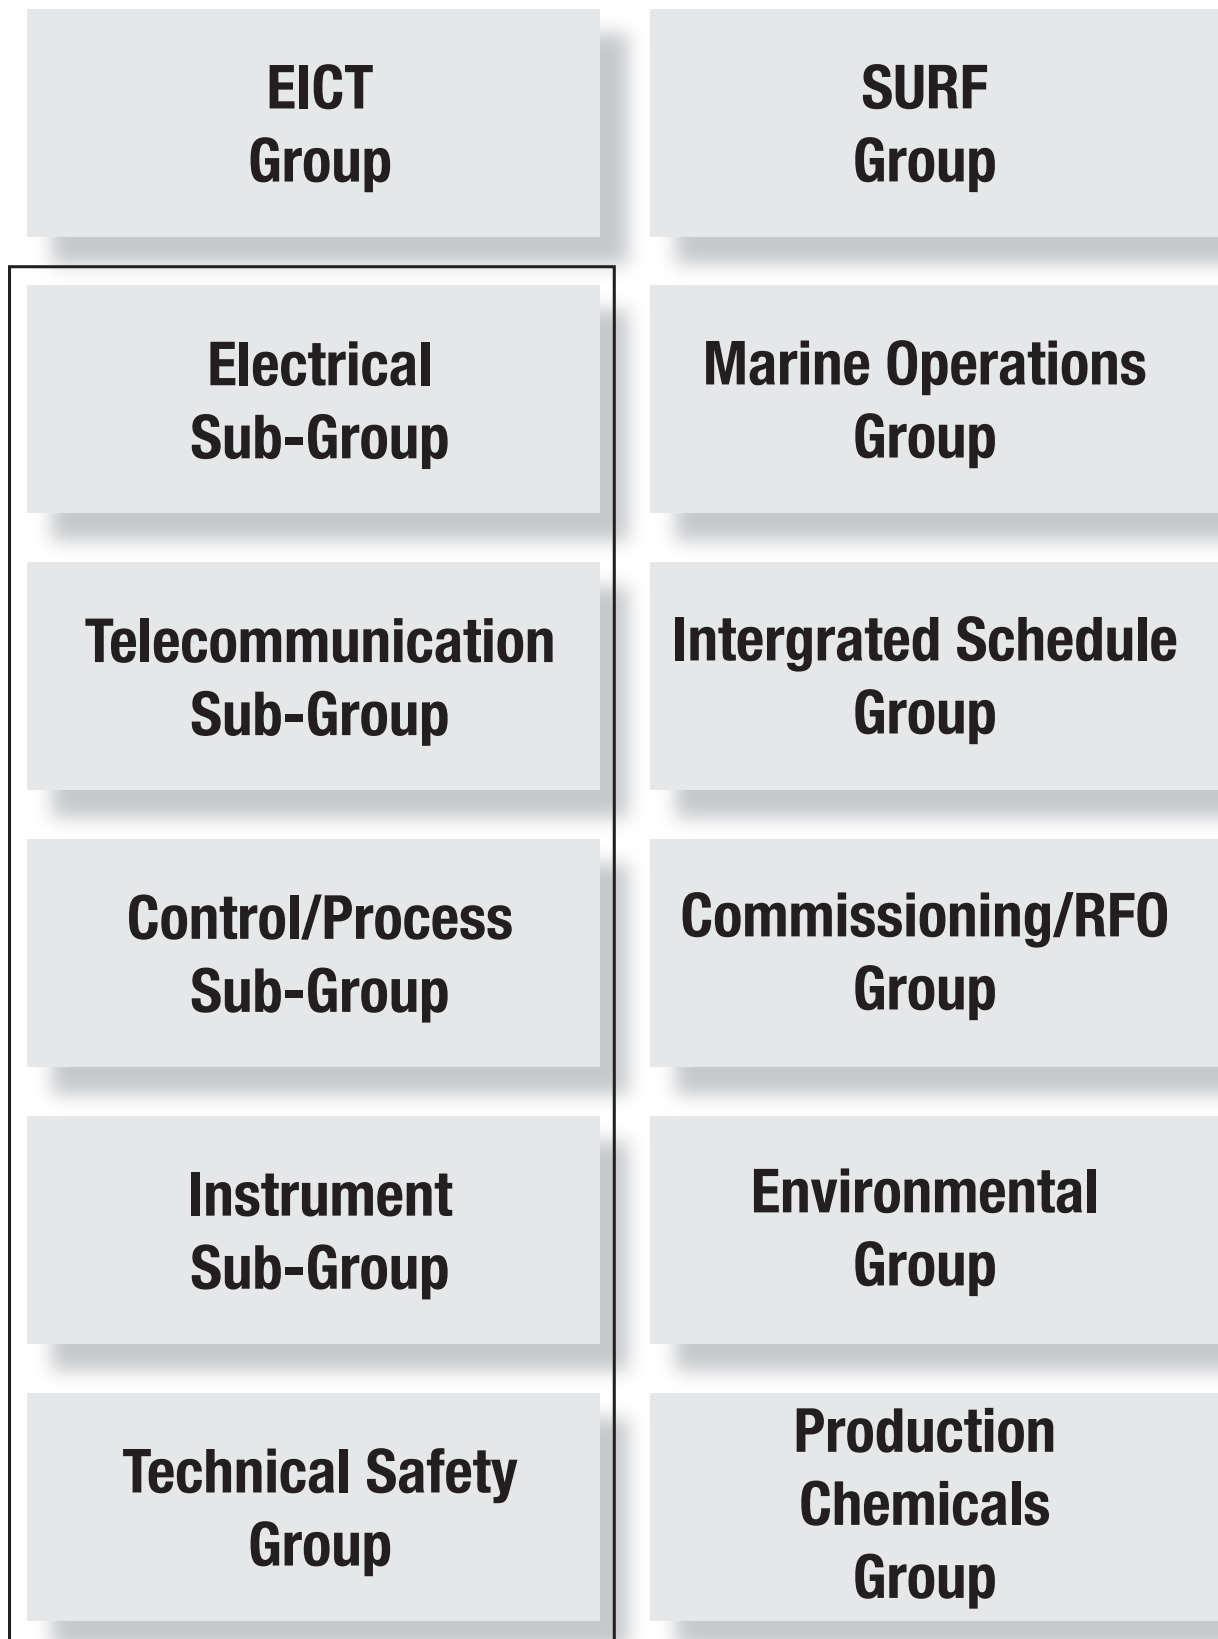 EICT
Group
SURF
Group
Electrical
Sub-Group
Marine Operations
Group
Telecommunication
Sub-Group
Intergrated Schedule
Group
Control/Process
Sub-Group
Commissioning/RFO
Group
Instrument
Sub-Group
Environmental
Group
Technical Safety
Group
Production
Chemicals
Group